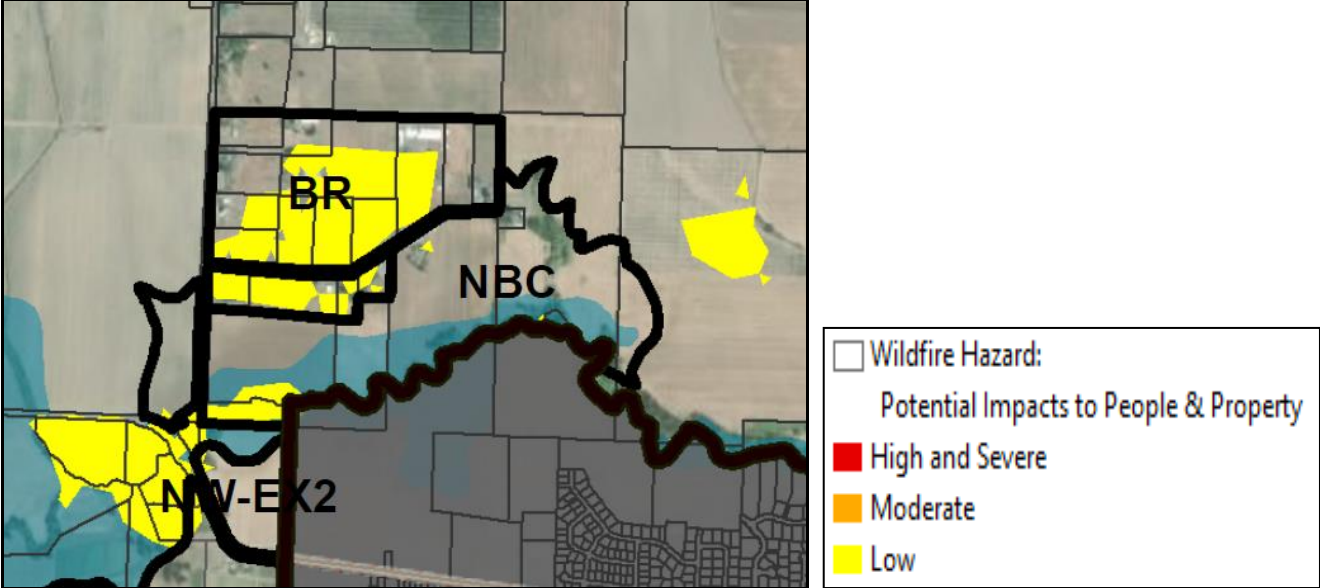 BR
NBC
NW-EX2
Wildfire Hazard:
Potential Impacts to People & Property
High and Severe
Moderate
Low